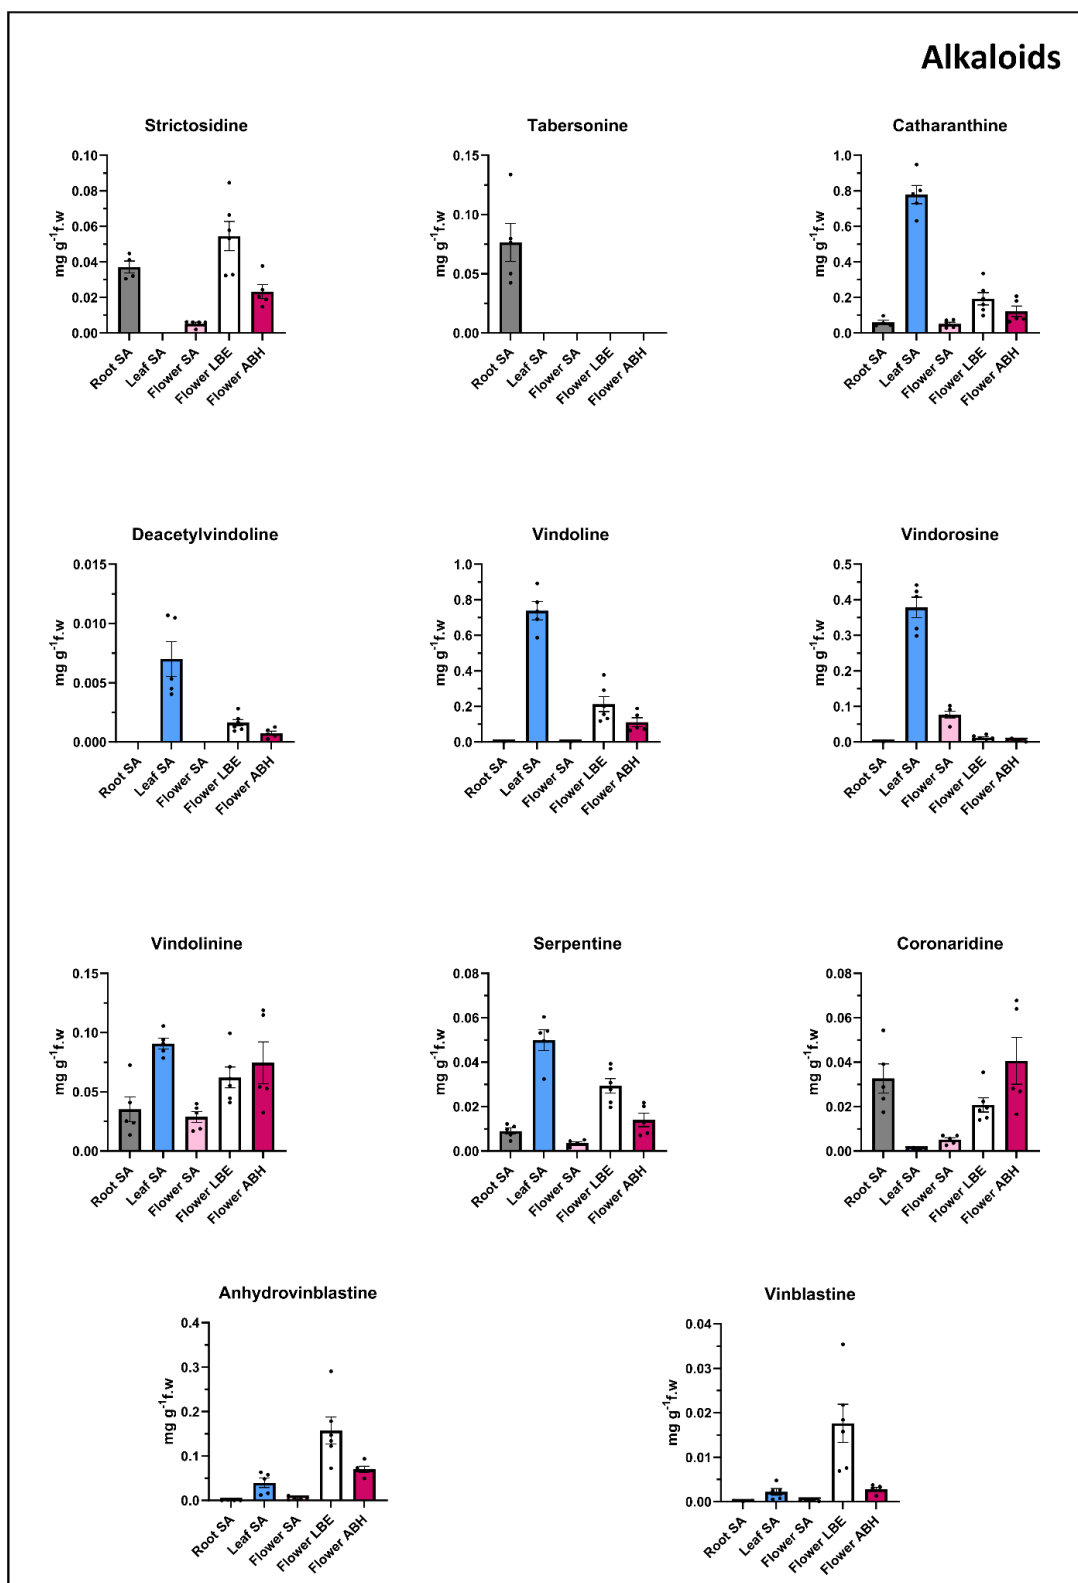 Alkaloids
Strictosidine
mg g⁻¹f.w
0.10
0.08
0.06
0.04
0.02
0.00
Root SA
Leaf SA
Flower SA
Flower LBE
Flower ABH
Tabersonine
mg g⁻¹f.w
0.15
0.10
0.05
0.00
Root SA
Leaf SA
Flower SA
Flower LBE
Flower ABH
Catharanthine
mg g⁻¹f.w
1.0
0.8
0.6
0.4
0.2
0.0
Root SA
Leaf SA
Flower SA
Flower LBE
Flower ABH
Deacetylvindoline
mg g⁻¹f.w
0.015
0.010
0.005
0.000
Root SA
Leaf SA
Flower SA
Flower LBE
Flower ABH
Vindoline
mg g⁻¹f.w
1.0
0.8
0.6
0.4
0.2
0.0
Root SA
Leaf SA
Flower SA
Flower LBE
Flower ABH
Vindorosine
mg g⁻¹f.w
0.5
0.4
0.3
0.2
0.1
0.0
Root SA
Leaf SA
Flower SA
Flower LBE
Flower ABH
Vindolinine
mg g⁻¹f.w
0.15
0.10
0.05
0.00
Root SA
Leaf SA
Flower SA
Flower LBE
Flower ABH
Serpentine
mg g⁻¹f.w
0.08
0.06
0.04
0.02
0.00
Root SA
Leaf SA
Flower SA
Flower LBE
Flower ABH
Coronaridine
mg g⁻¹f.w
0.08
0.06
0.04
0.02
0.00
Root SA
Leaf SA
Flower SA
Flower LBE
Flower ABH
Anhydrovinblastine
mg g⁻¹f.w
0.4
0.3
0.2
0.1
0.0
Root SA
Leaf SA
Flower SA
Flower LBE
Flower ABH
Vinblastine
mg g⁻¹f.w
0.04
0.03
0.02
0.01
0.00
Root SA
Leaf SA
Flower SA
Flower LBE
Flower ABH